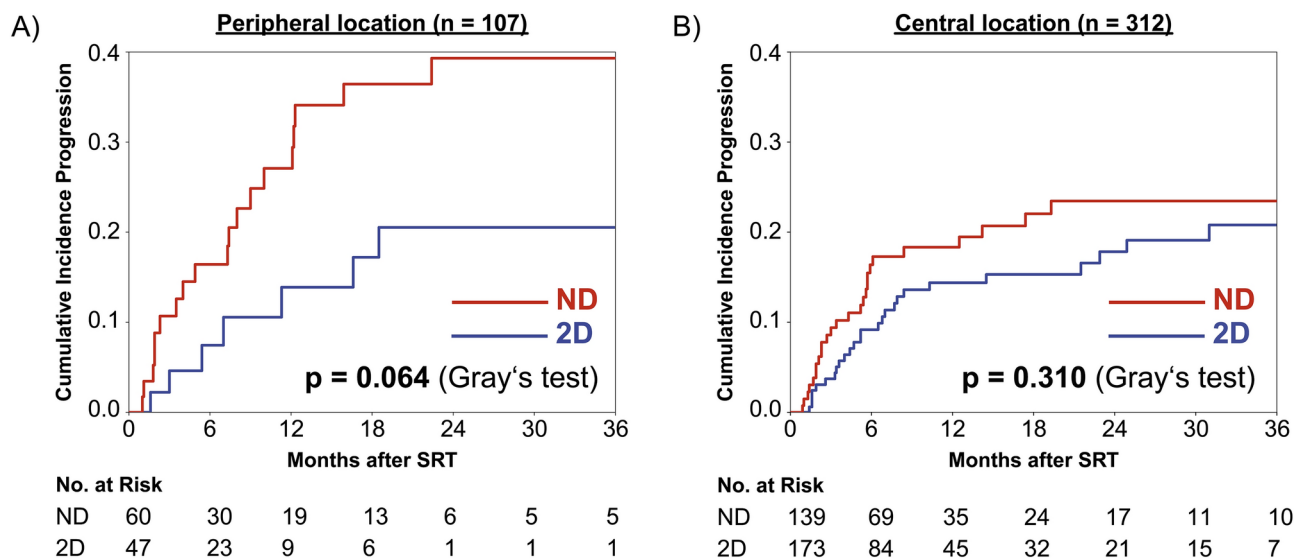 A)
Peripheral location (n = 107)
Cumulative Incidence Progression
0.4
0.3
0.2
0.1
0.0
ND
2D
p = 0.064 (Gray‘s test)
0 6 12 18 24 30 36
Months after SRT
No. at Risk
ND 60 30 19 13 6 5 5
2D 47 23 9 6 1 1 1
B)
Central location (n = 312)
Cumulative Incidence Progression
0.4
0.3
0.2
0.1
0.0
ND
2D
p = 0.310 (Gray‘s test)
0 6 12 18 24 30 36
Months after SRT
No. at Risk
ND 139 69 35 24 17 11 10
2D 173 84 45 32 21 15 7